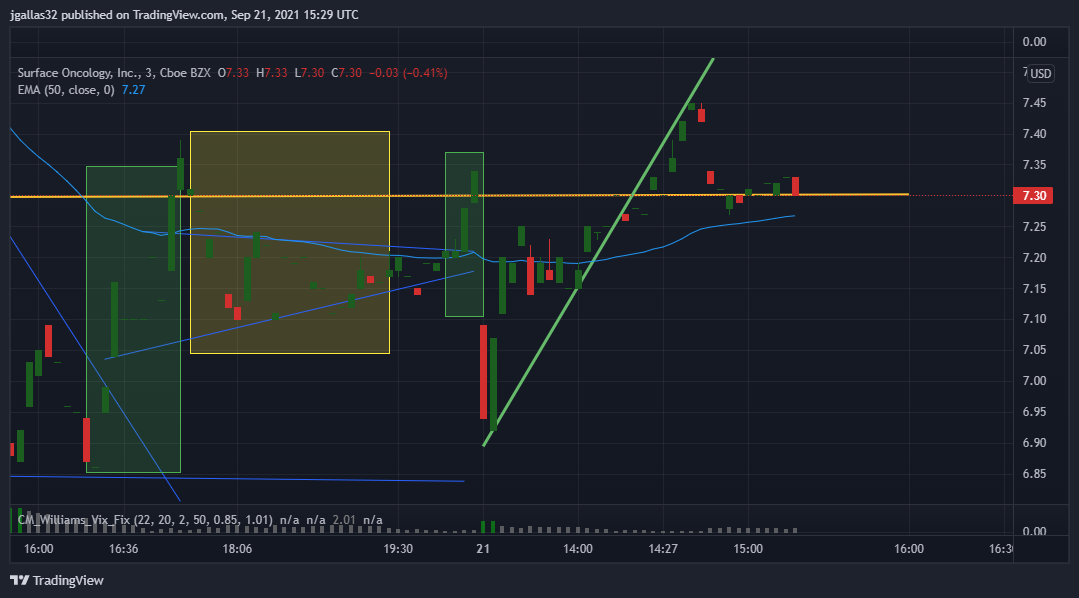 jgallas32 published on TradingView.com, Sep 21, 2021 15:29 UTC
0.00
Surface Oncology, Inc., 3, Cboe BZX O7.33 H7.33 L7.30 C7.30 −0.03 (−0.41%)
USD
EMA (50, close, 0) 7.27
7.45
7.40
7.35
7.30
7.25
7.20
7.15
7.10
7.05
7.00
6.95
6.90
6.85
CM_Williams_Vix_Fix (22, 20, 2, 50, 0.85, 1.01) n/a n/a 2.01 n/a
0.00
16:00 16:36 18:06 19:30 21 14:00 14:27 15:00 16:00
TradingView